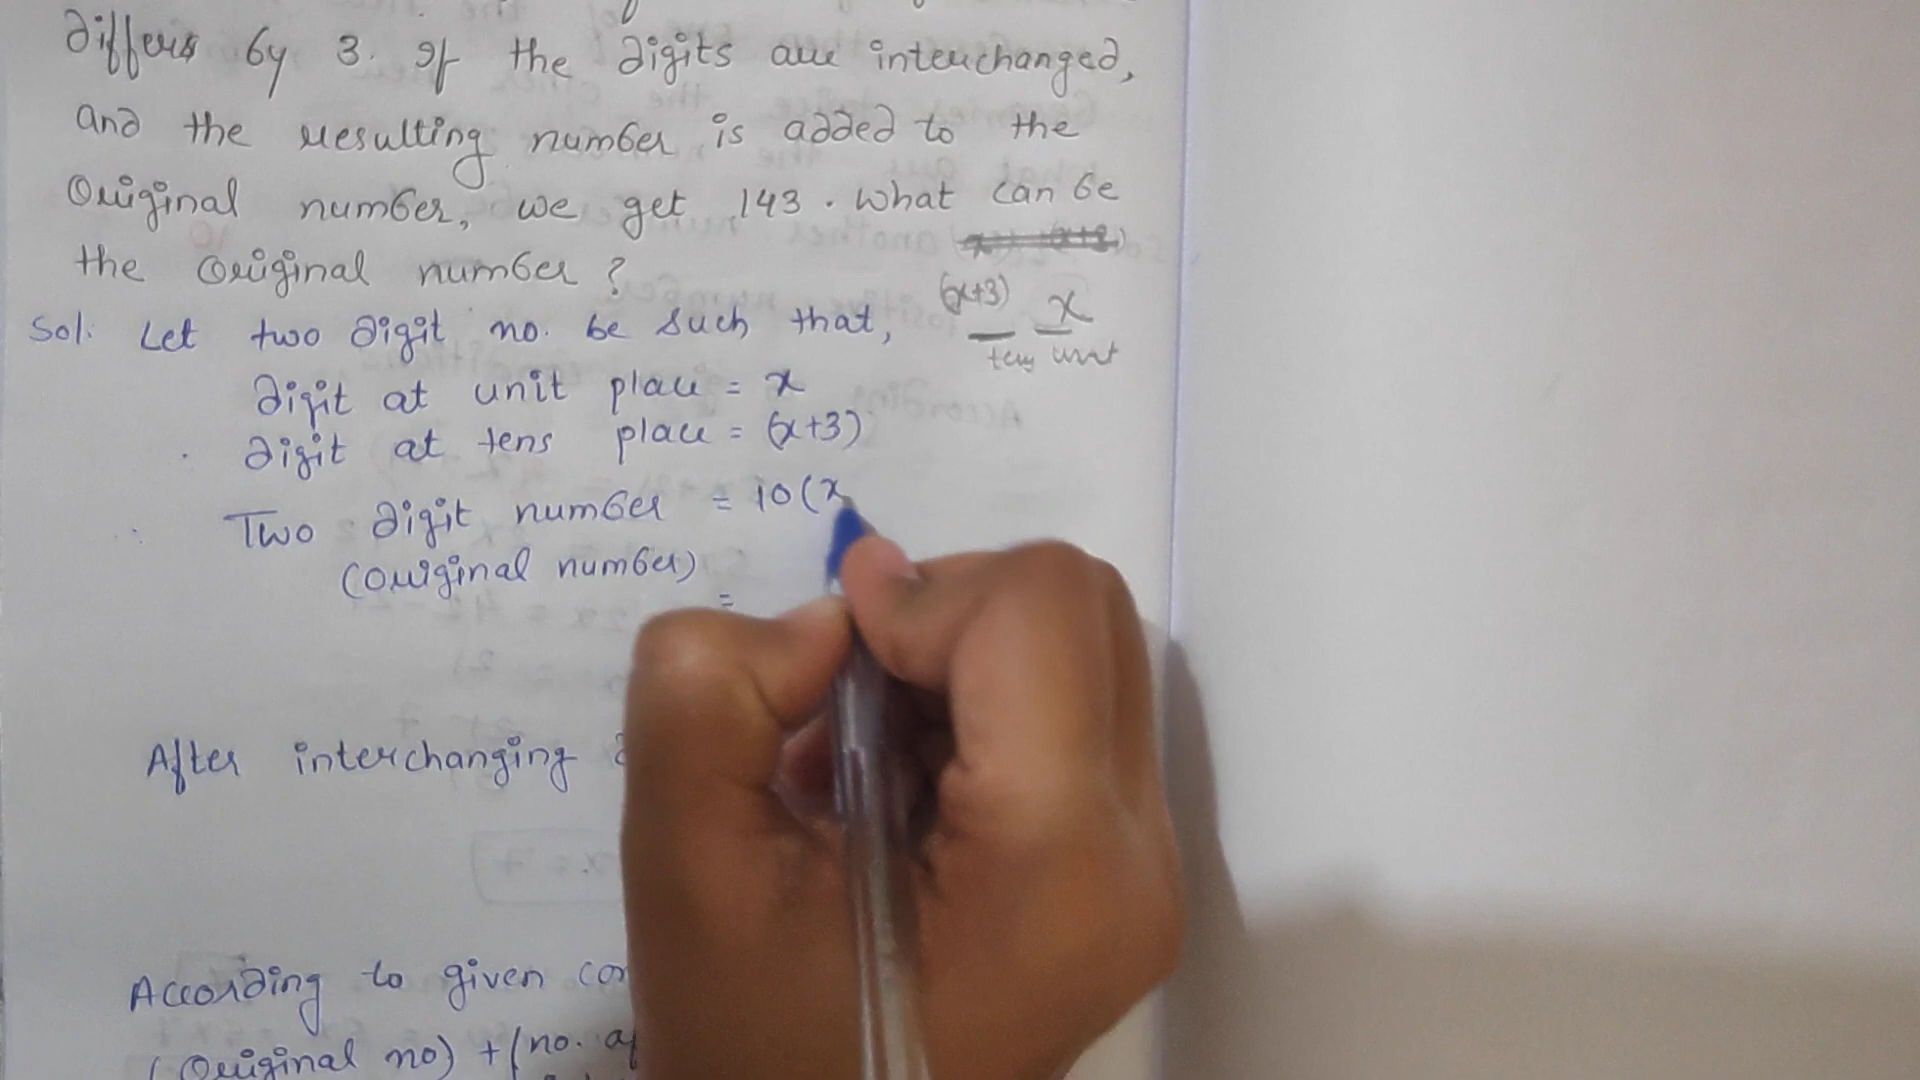 differs by 3. If the digits are interchanged,
and the resulting number is added to the
Original number, we get 143. What can be
the Original number?
(x+3) x
tens unit
Sol: Let two digit no. be such that,
digit at unit place = x
digit at tens place = (x+3)
Two digit number = 10(x
(Original number)
=
After interchanging
According to given
(Original no) + (no.